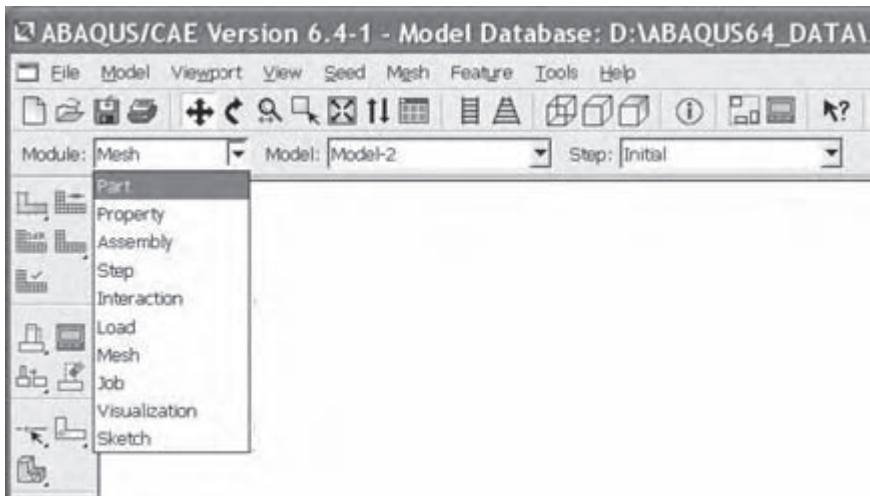 ABAQUS/CAE Version 6.4-1 - Model Database: D:\ABAQUS64_DATA\
File Model Viewport View Seed Mesh Feature Tools Help
Module: Mesh Model: Model-2 Step: Initial
Part
Property
Assembly
Step
Interaction
Load
Mesh
Job
Visualization
Sketch